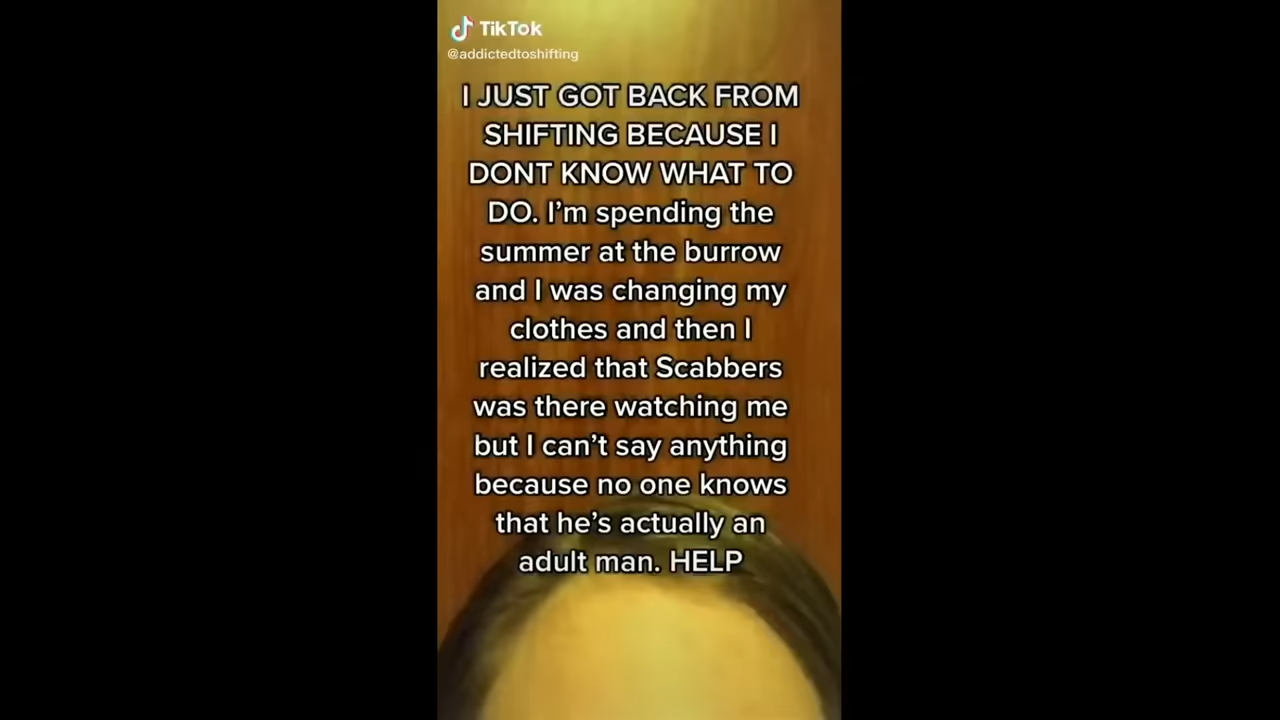 TikTok
@addictedtoshifting
I JUST GOT BACK FROM
SHIFTING BECAUSE I
DONT KNOW WHAT TO
DO. I’m spending the
summer at the burrow
and I was changing my
clothes and then I
realized that Scabbers
was there watching me
but I can’t say anything
because no one knows
that he’s actually an
adult man. HELP